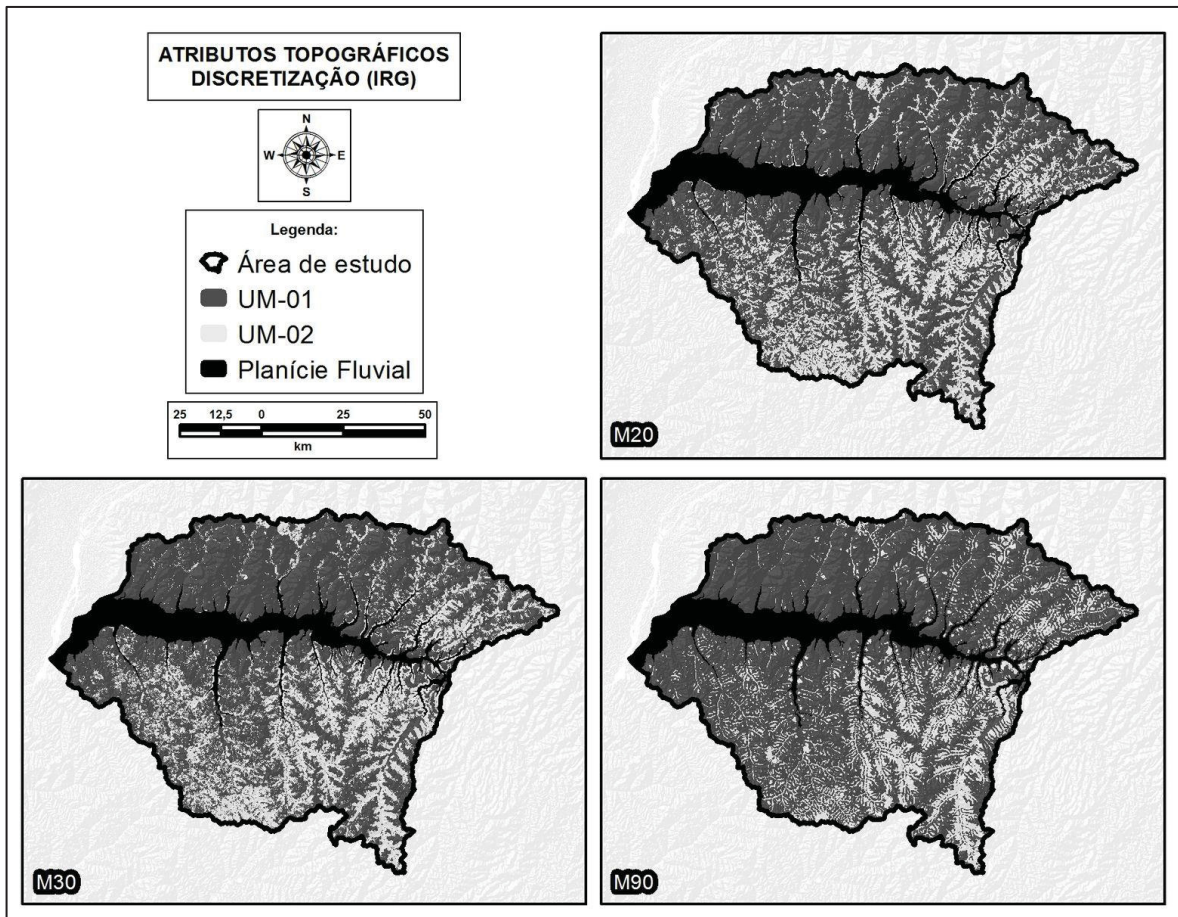 ATRIBUTOS TOPOGRÁFICOS
DISCRETIZAÇÃO (IRG)
N
W E
S
Legenda:
Área de estudo
UM-01
UM-02
Planície Fluvial
25 12,5 0 25 50
km
M20
M30
M90